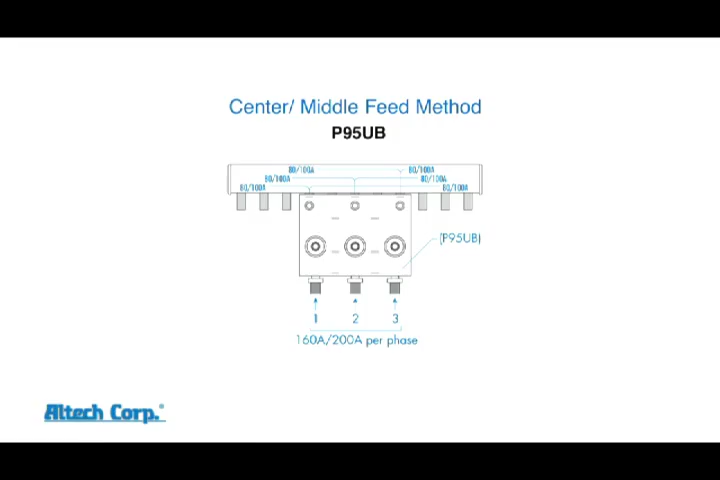 Center/ Middle Feed Method
P95UB
80/100A 80/100A
80/100A 80/100A
80/100A 80/100A
(P95UB)
1 2 3
160A/200A per phase
Altech Corp.®